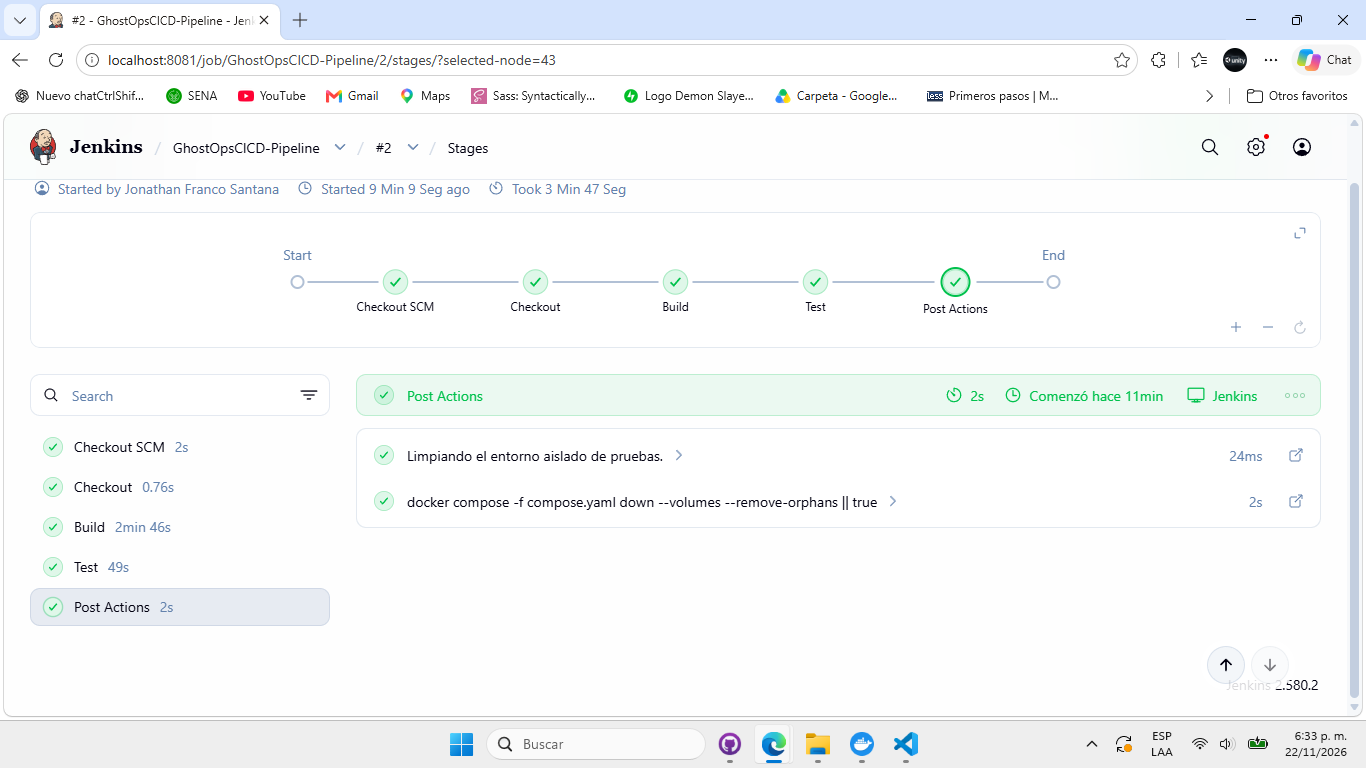 #2 - GhostOpsCICD-Pipeline - Jenk
localhost:8081/job/GhostOpsCICD-Pipeline/2/stages/?selected-node=43
unity
Chat
Nuevo chatCtrlShif...
SENA
YouTube
Gmail
Maps
Sass: Syntactically...
Logo Demon Slaye...
Carpeta - Google...
less
Primeros pasos | M...
Otros favoritos
Jenkins / GhostOpsCICD-Pipeline / #2 / Stages
Started by Jonathan Franco Santana
Started 9 Min 9 Seg ago
Took 3 Min 47 Seg
Start
End
Checkout SCM
Checkout
Build
Test
Post Actions
Search
Post Actions
2s
Comenzó hace 11min
Jenkins
Checkout SCM 2s
Limpiando el entorno aislado de pruebas.
24ms
Checkout 0.76s
docker compose -f compose.yaml down --volumes --remove-orphans || true
2s
Build 2min 46s
Test 49s
Post Actions 2s
Jenkins 2.580.2
Buscar
ESP
LAA
6:33 p. m.
22/11/2026